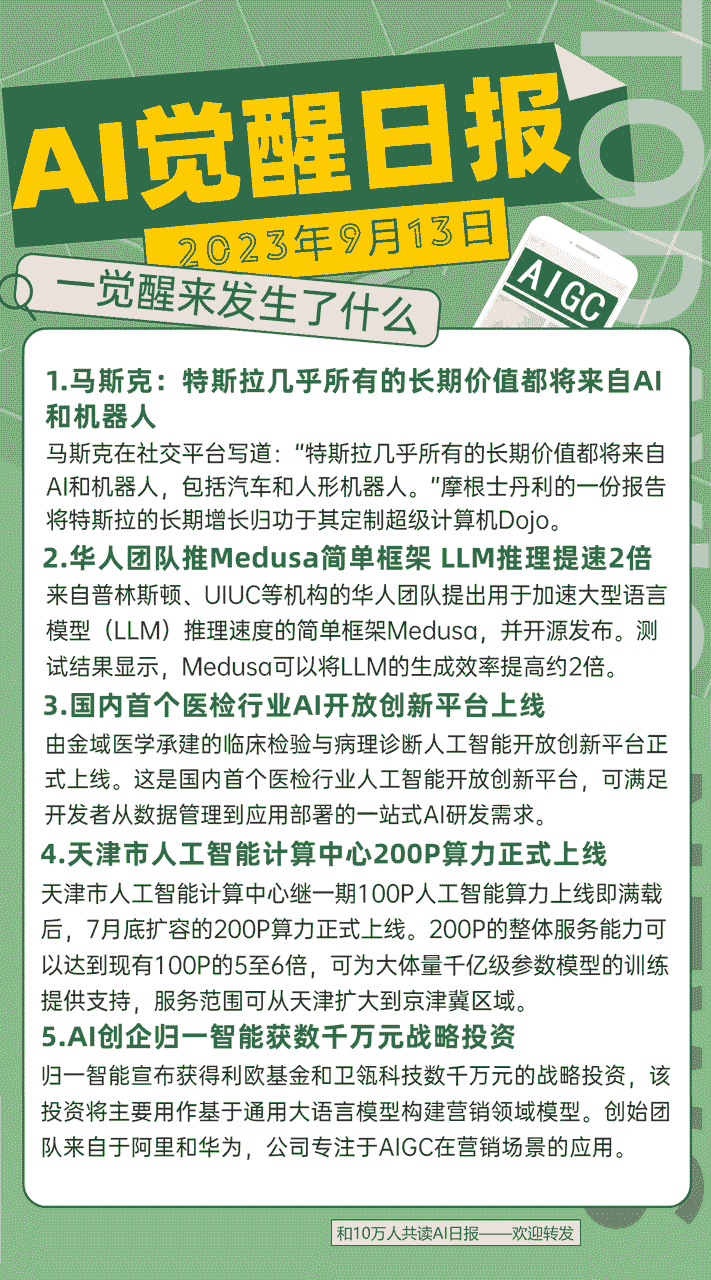 AI觉醒日报
2023年9月13日
一觉醒来发生了什么
AIGC
1.马斯克：特斯拉几乎所有的长期价值都将来自AI
和机器人
马斯克在社交平台写道：“特斯拉几乎所有的长期价值都将来自
AI和机器人，包括汽车和人形机器人。”摩根士丹利的一份报告
将特斯拉的长期增长归功于其定制超级计算机Dojo。
2.华人团队推Medusa简单框架 LLM推理提速2倍
来自普林斯顿、UIUC等机构的华人团队提出用于加速大型语言
模型（LLM）推理速度的简单框架Medusa，并开源发布。测
试结果显示，Medusa可以将LLM的生成效率提高约2倍。
3.国内首个医检行业AI开放创新平台上线
由金域医学承建的临床检验与病理诊断人工智能开放创新平台正
式上线。这是国内首个医检行业人工智能开放创新平台，可满足
开发者从数据管理到应用部署的一站式AI研发需求。
4.天津市人工智能计算中心200P算力正式上线
天津市人工智能计算中心继一期100P人工智能算力上线即满载
后，7月底扩容的200P算力正式上线。200P的整体服务能力可
以达到现有100P的5至6倍，可为大体量千亿级参数模型的训练
提供支持，服务范围可从天津扩大到京津冀区域。
5.AI创企归一智能获数千万元战略投资
归一智能宣布获得利欧基金和卫瓴科技数千万元的战略投资，该
投资将主要用作基于通用大语言模型构建营销领域模型。创始团
队来自于阿里和华为，公司专注于AIGC在营销场景的应用。
和10万人共读AI日报——欢迎转发